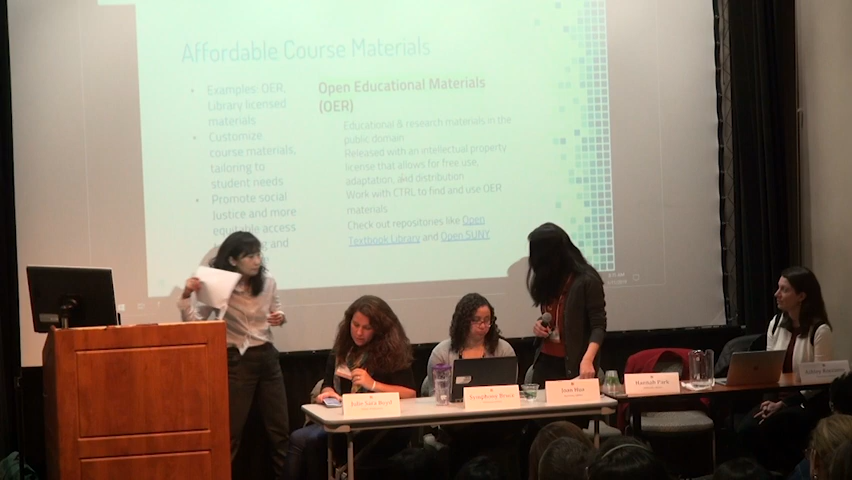 Affordable Course Materials
• Examples: OER,
Library licensed
materials
• Customize
course materials,
tailoring to
student needs
• Promote social
Justice and more
equitable access
and
Open Educational Materials
(OER)
Educational & research materials in the
public domain
Released with an intellectual property
license that allows for free use,
adaptation, and distribution
Work with CTRL to find and use OER
materials
Check out repositories like Open
Textbook Library and Open SUNY
Hannah Park